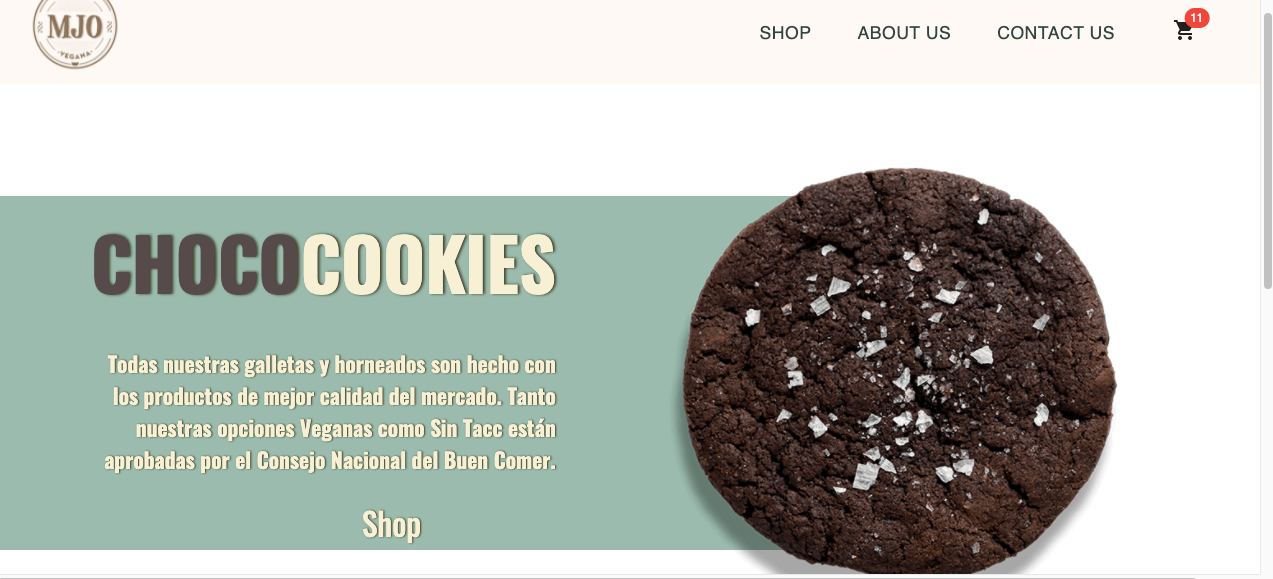 MJO
VEGANA
SHOP
ABOUT US
CONTACT US
11
CHOCOCOOKIES
Todas nuestras galletas y horneados son hecho con
los productos de mejor calidad del mercado. Tanto
nuestras opciones Veganas como Sin Tacc están
aprobadas por el Consejo Nacional del Buen Comer.
Shop